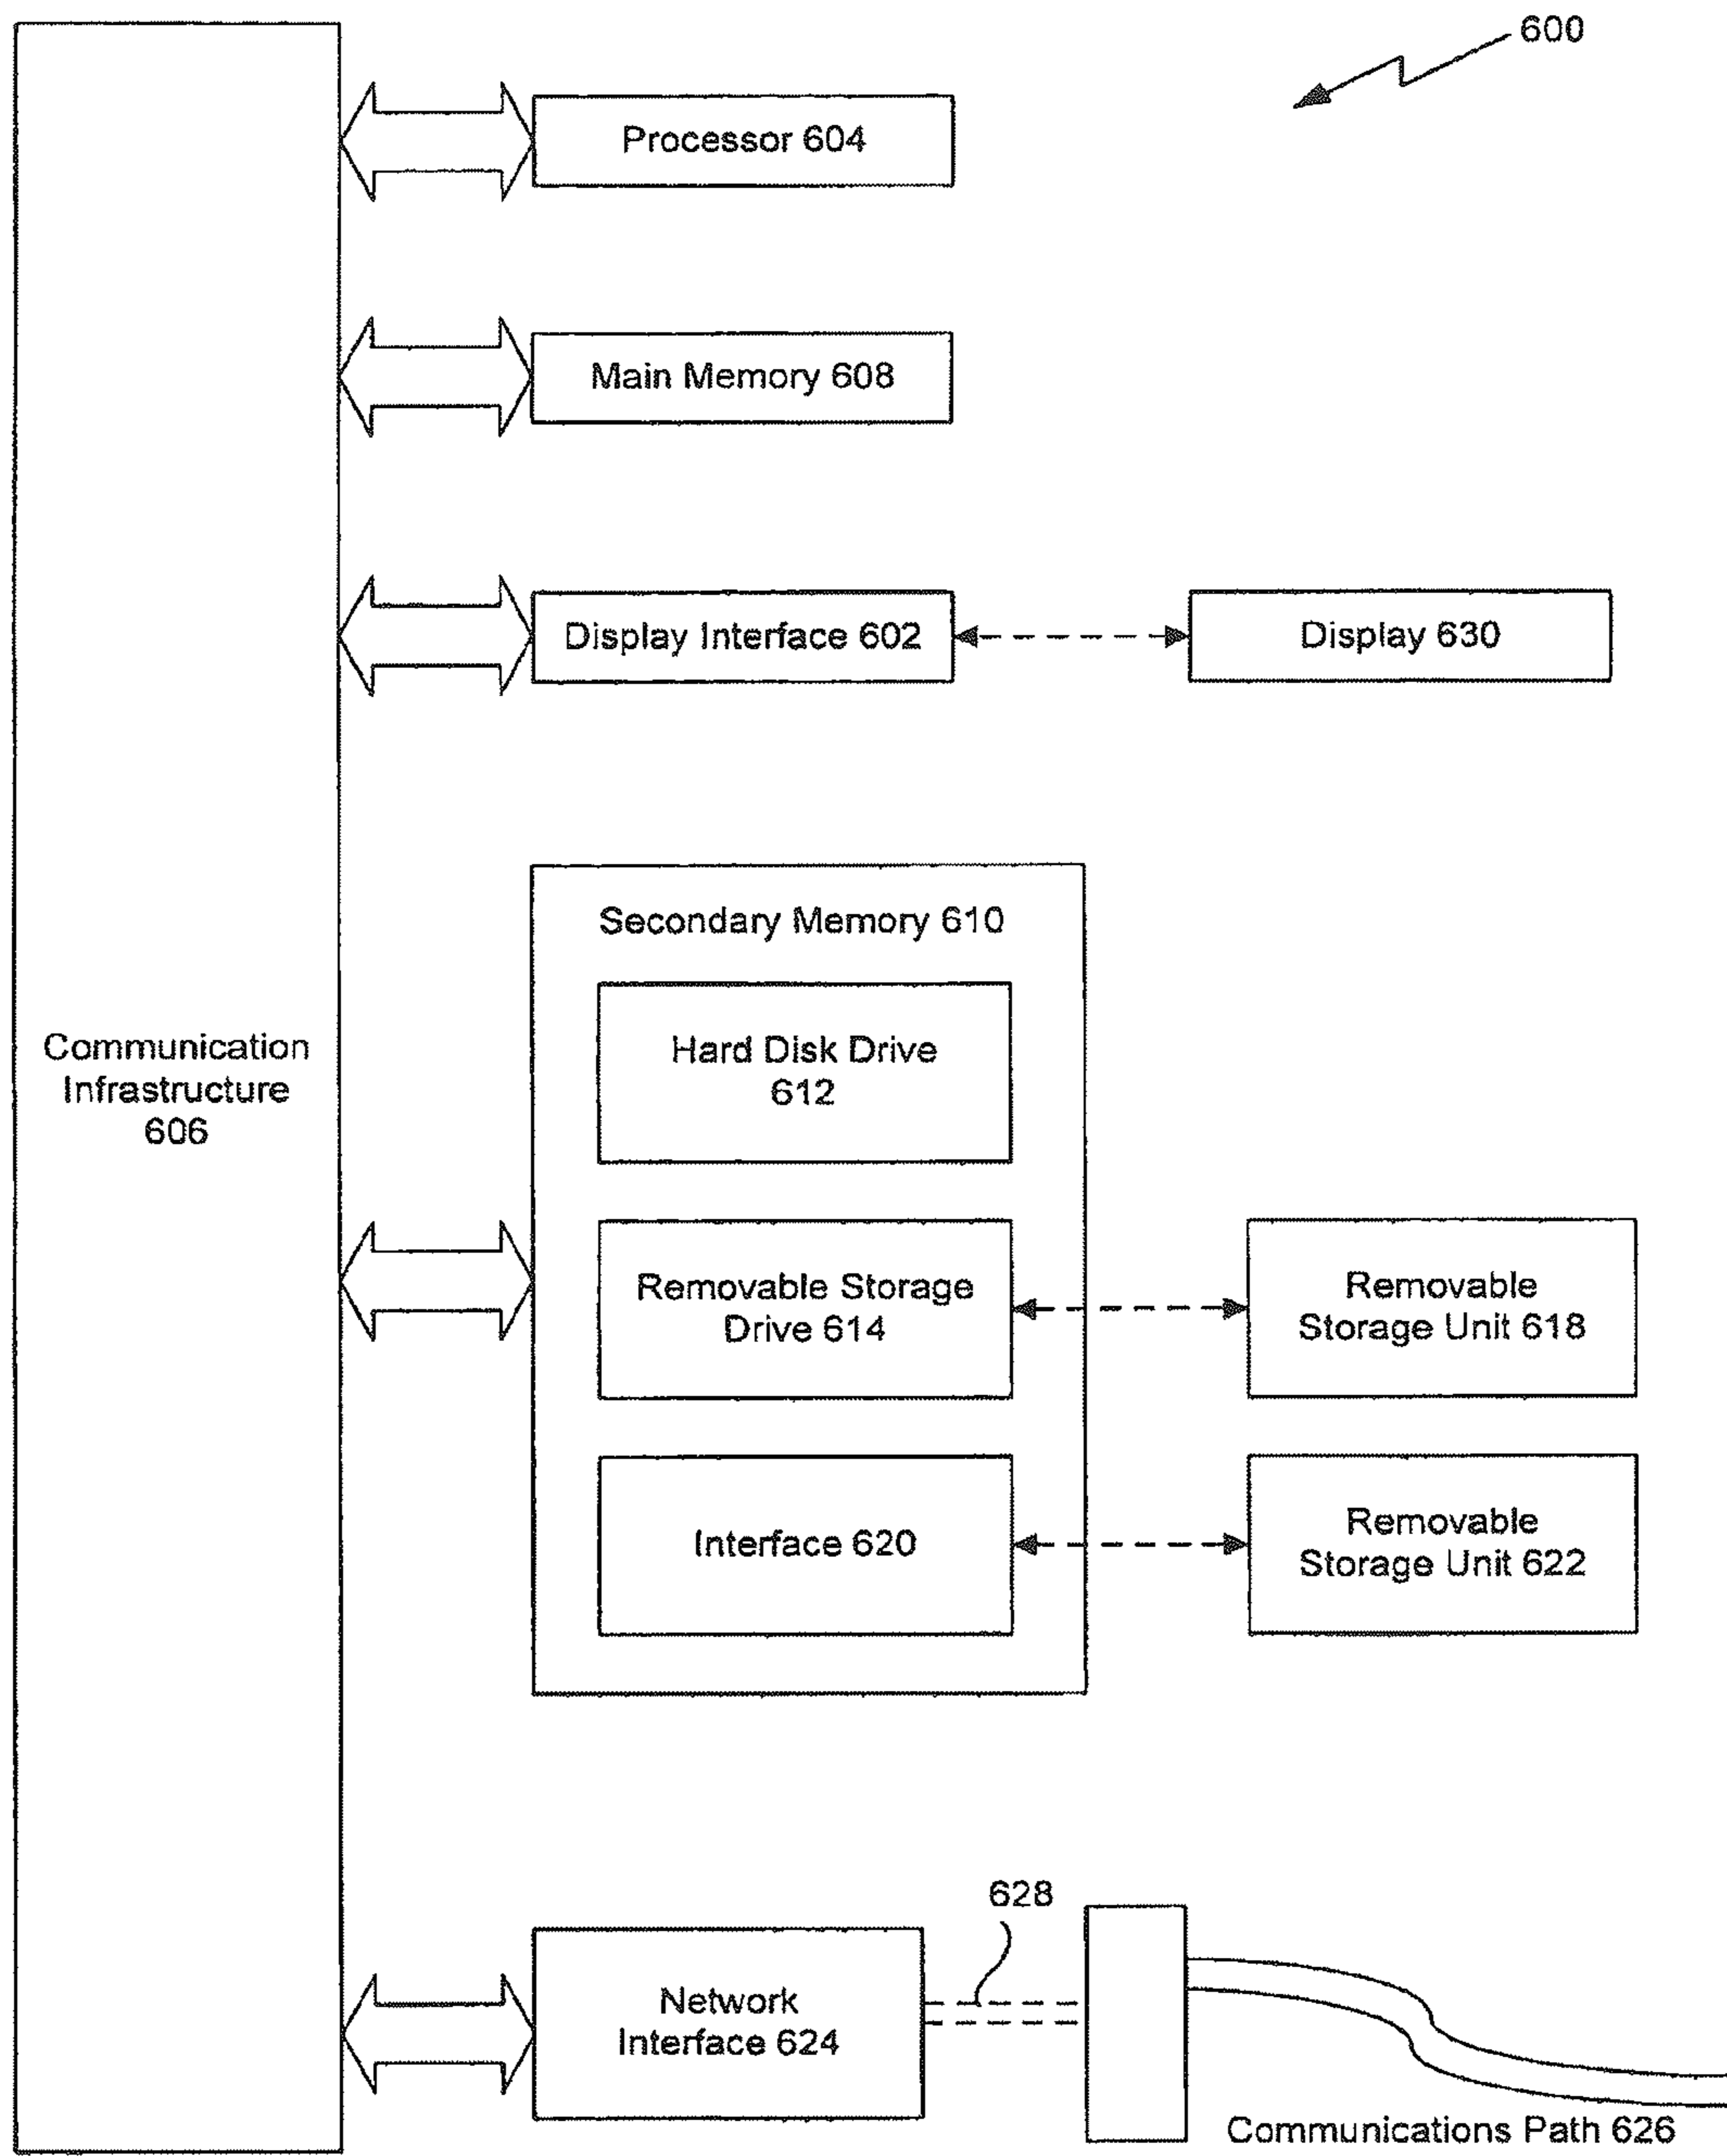 600
Processor 604
Main Memory 608
Display Interface 602
Display 630
Secondary Memory 610
Communication
Infrastructure
606
Hard Disk Drive
612
Removable Storage
Drive 614
Removable
Storage Unit 618
Interface 620
Removable
Storage Unit 622
628
Network
Interface 624
Communications Path 626